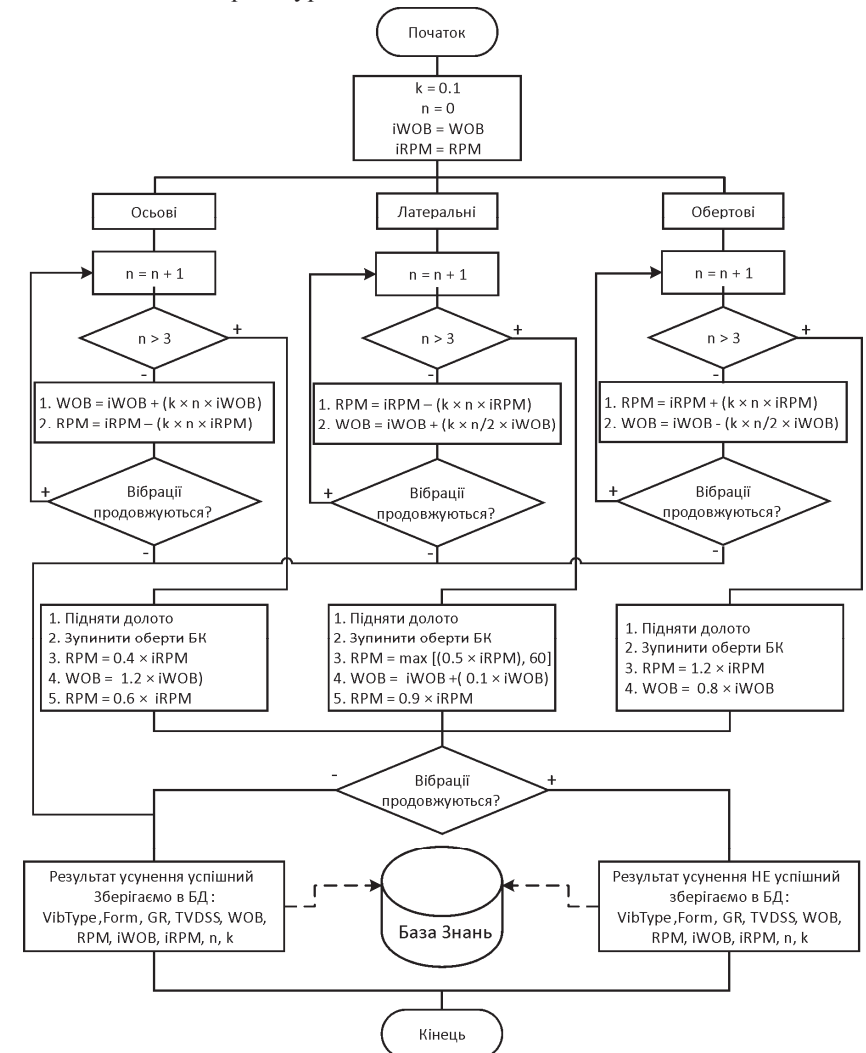 Початок
k = 0.1
n = 0
iWOB = WOB
iRPM = RPM
Осьові
Латеральні
Обертові
n = n + 1
n = n + 1
n = n + 1
n > 3
+
n > 3
+
n > 3
+
-
-
-
1. WOB = iWOB + (k × n × iWOB)
2. RPM = iRPM – (k × n × iRPM)
1. RPM = iRPM – (k × n × iRPM)
2. WOB = iWOB + (k × n/2 × iWOB)
1. RPM = iRPM + (k × n × iRPM)
2. WOB = iWOB - (k × n/2 × iWOB)
+
Вібрації
продовжуються?
-
+
Вібрації
продовжуються?
-
+
Вібрації
продовжуються?
-
1. Підняти долото
2. Зупинити оберти БК
3. RPM = 0.4 × iRPM
4. WOB = 1.2 × iWOB)
5. RPM = 0.6 × iRPM
1. Підняти долото
2. Зупинити оберти БК
3. RPM = max [(0.5 × iRPM), 60]
4. WOB = iWOB +( 0.1 × iWOB)
5. RPM = 0.9 × iRPM
1. Підняти долото
2. Зупинити оберти БК
3. RPM = 1.2 × iRPM
4. WOB = 0.8 × iWOB
-
Вібрації
продовжуються?
+
Результат усунення успішний
Зберігаємо в БД:
VibType,Form, GR, TVDSS, WOB,
RPM, iWOB, iRPM, n, k
База Знань
Результат усунення НЕ успішний
зберігаємо в БД:
VibType,Form, GR, TVDSS, WOB,
RPM, iWOB, iRPM, n, k
Кінець